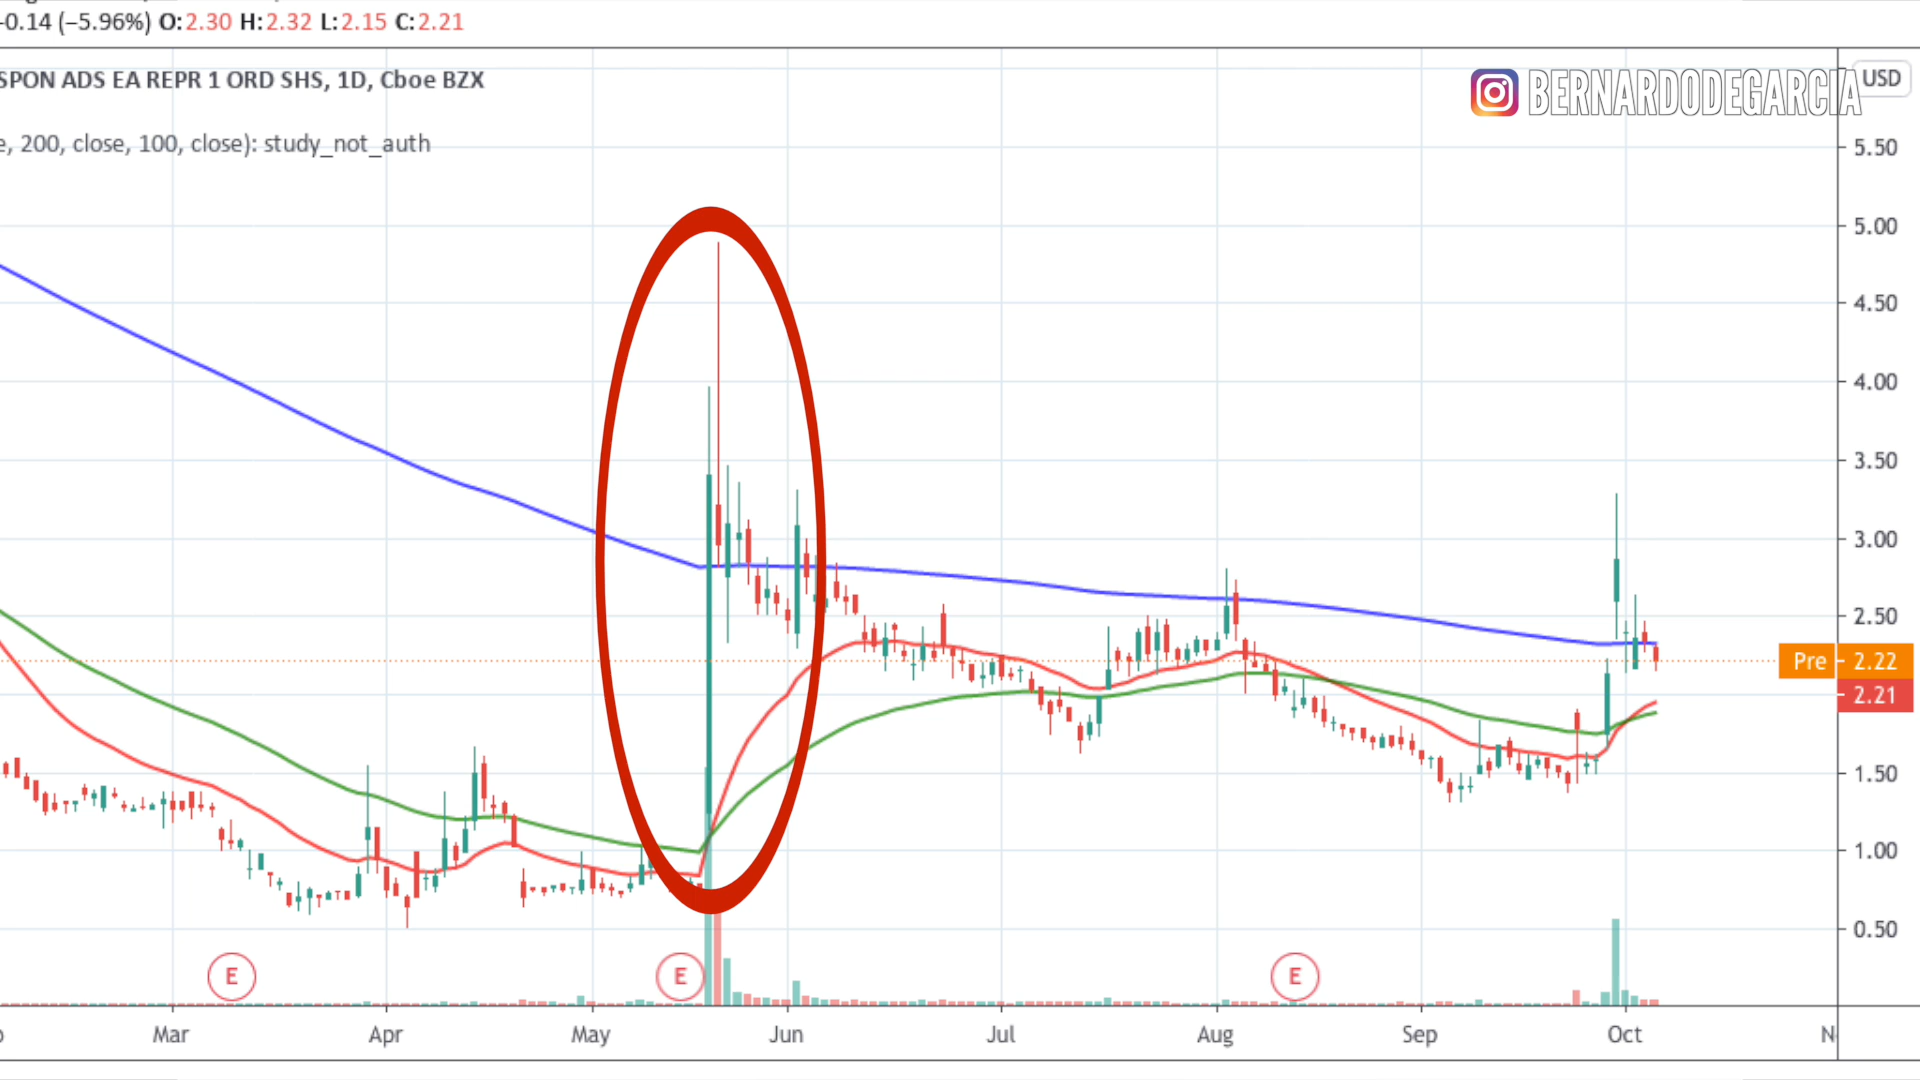 -0.14 (−5.96%) O:2.30 H:2.32 L:2.15 C:2.21
SPON ADS EA REPR 1 ORD SHS, 1D, Cboe BZX
BERNARDODEGARCIA
USD
e, 200, close, 100, close): study_not_auth
5.50
5.00
4.50
4.00
3.50
3.00
2.50
Pre 2.22
2.21
1.50
1.00
0.50
E E E
Mar Apr May Jun Jul Aug Sep Oct N